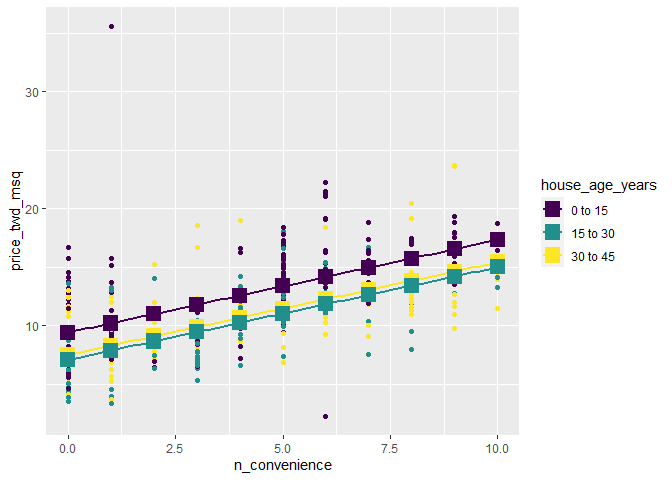 30
20
10
price_twd_msq
0.0
2.5
5.0
7.5
10.0
n_convenience
house_age_years
0 to 15
15 to 30
30 to 45